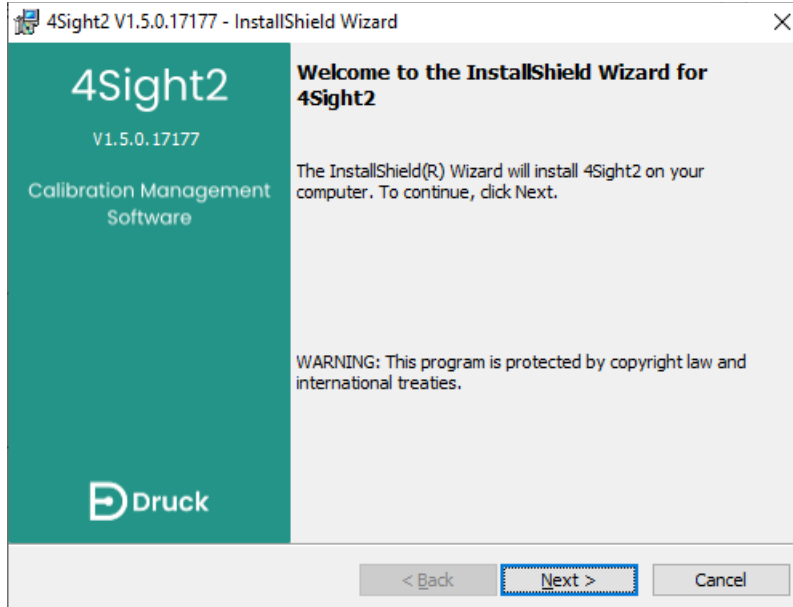 4Sight2 V1.5.0.17177 - InstallShield Wizard
4Sight2
V1.5.0.17177
Calibration Management
Software
Druck
Welcome to the InstallShield Wizard for
4Sight2
The InstallShield(R) Wizard will install 4Sight2 on your
computer. To continue, click Next.
WARNING: This program is protected by copyright law and
international treaties.
< Back
Next >
Cancel